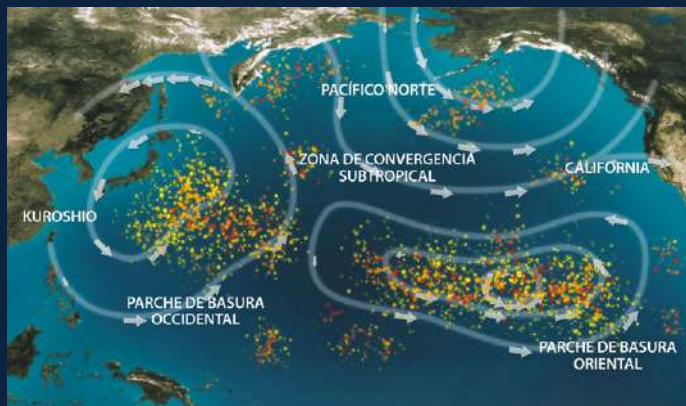 PACÍFICO NORTE
ZONA DE CONVERGENCIA
SUBTROPICAL
CALIFORNIA
KUROSHIO
PARCHE DE BASURA
OCCIDENTAL
PARCHE DE BASURA
ORIENTAL